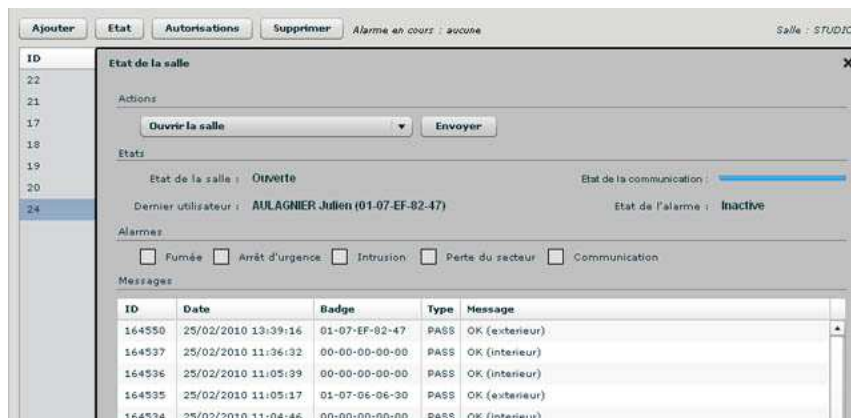 Ajouter Etat Autorisations Supprimer Alarme en cours : aucune Salle : STUDIO
ID
22
21
17
18
19
20
24
Etat de la salle X
Actions
Ouvrir la salle Envoyer
Etats
Etat de la salle : Ouverte Etat de la communication :
Dernier utilisateur : AULAGNIER Julien (01-07-EF-82-47) Etat de l'alarme : Inactive
Alarmes
Fumée Arrêt d'urgence Intrusion Perte du secteur Communication
Messages
ID Date Badge Type Message
164550 25/02/2010 13:39:16 01-07-EF-82-47 PASS OK (exterieur)
164537 25/02/2010 11:36:32 00-00-00-00-00 PASS OK (interieur)
164536 25/02/2010 11:05:39 00-00-00-00-00 PASS OK (interieur)
164535 25/02/2010 11:05:17 01-07-06-06-30 PASS OK (exterieur)
164534 25/02/2010 11:04:46 00-00-00-00-00 PASS OK (interieur)